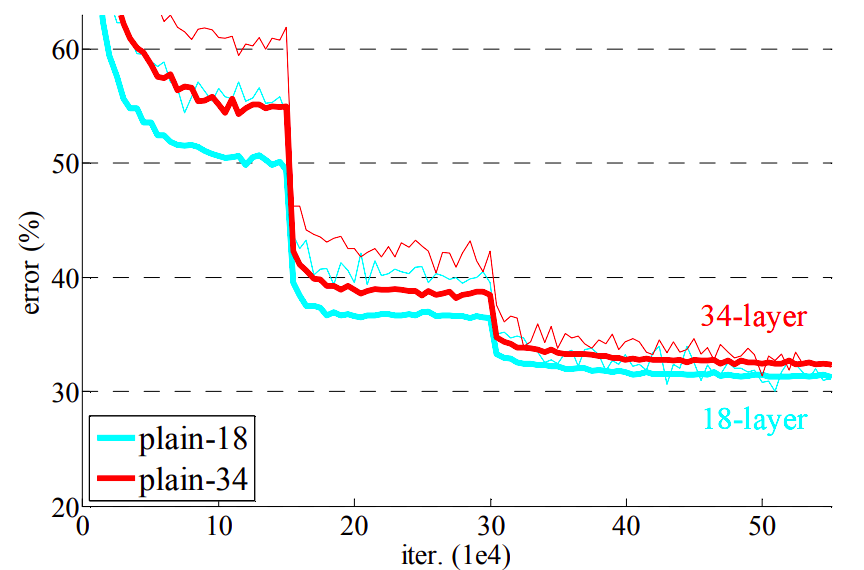 60
50
40
30
20
error (%)
34-layer
18-layer
plain-18
plain-34
0 10 20 30 40 50
iter. (1e4)